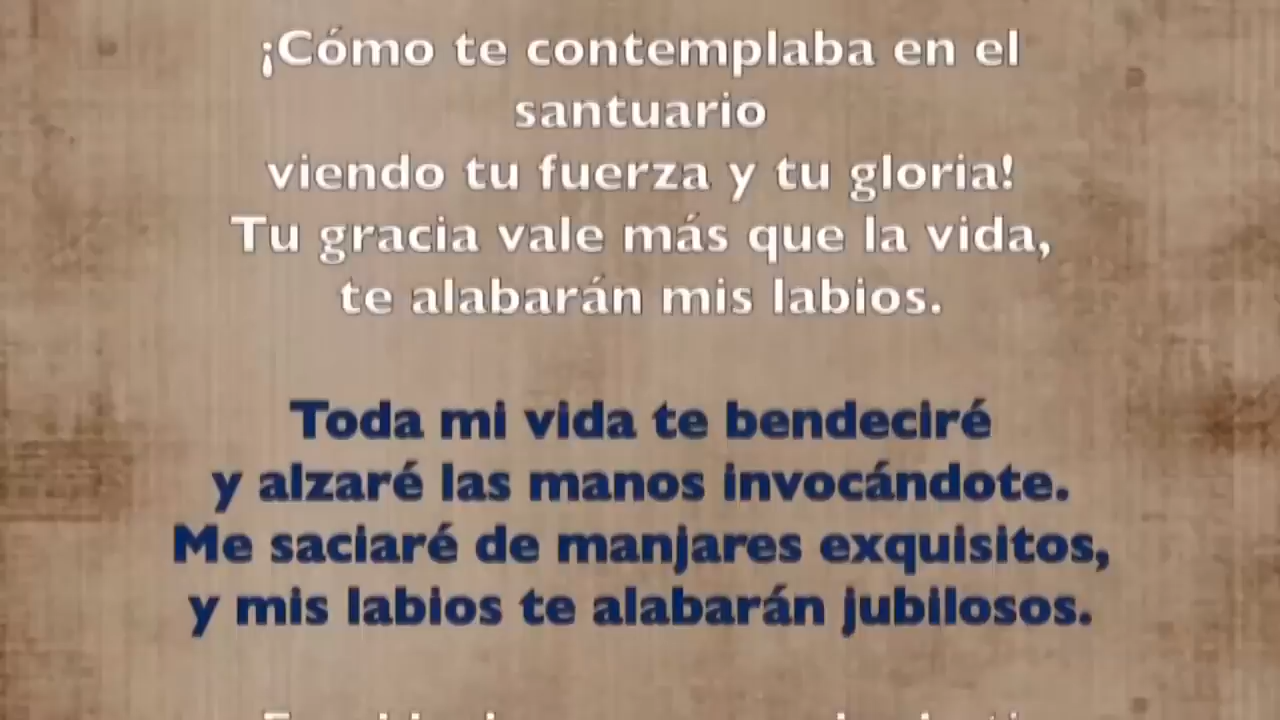 ¡Cómo te contemplaba en el
santuario
viendo tu fuerza y tu gloria!
Tu gracia vale más que la vida,
te alabarán mis labios.
Toda mi vida te bendeciré
y alzaré las manos invocándote.
Me saciaré de manjares exquisitos,
y mis labios te alabarán jubilosos.